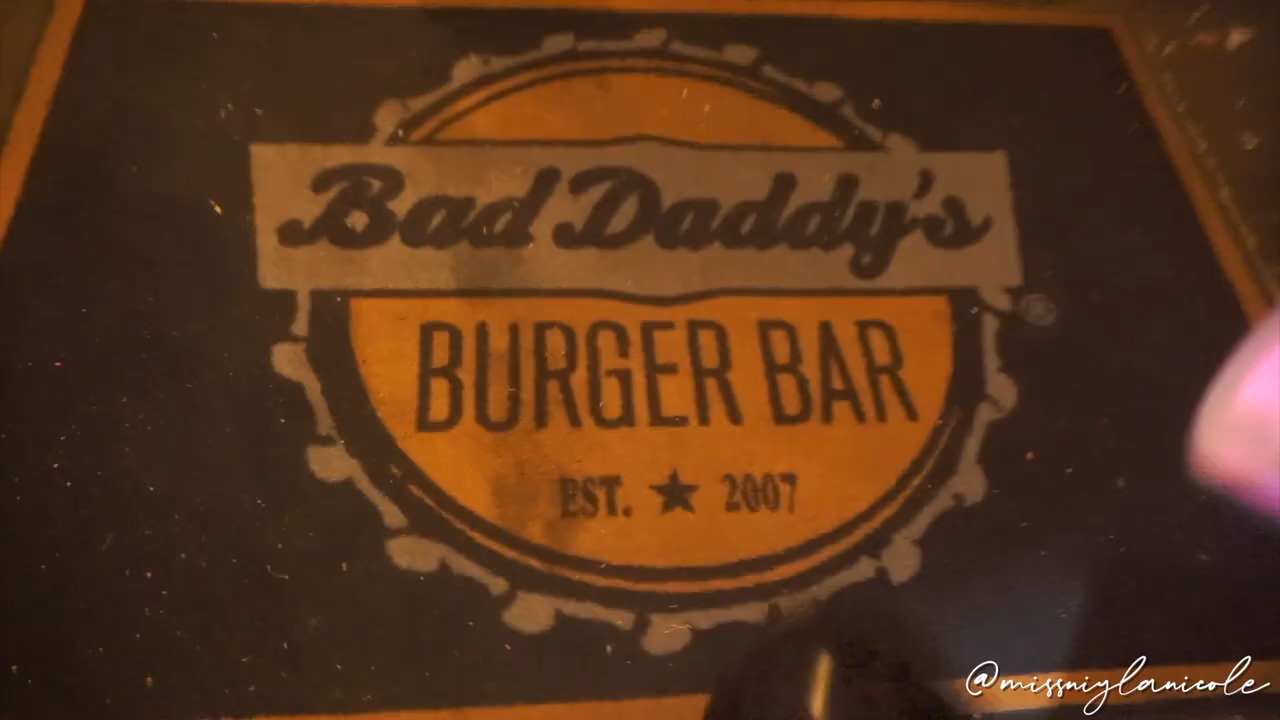 Bad Daddy's
BURGER BAR
EST. ★ 2007
@missniylanicole